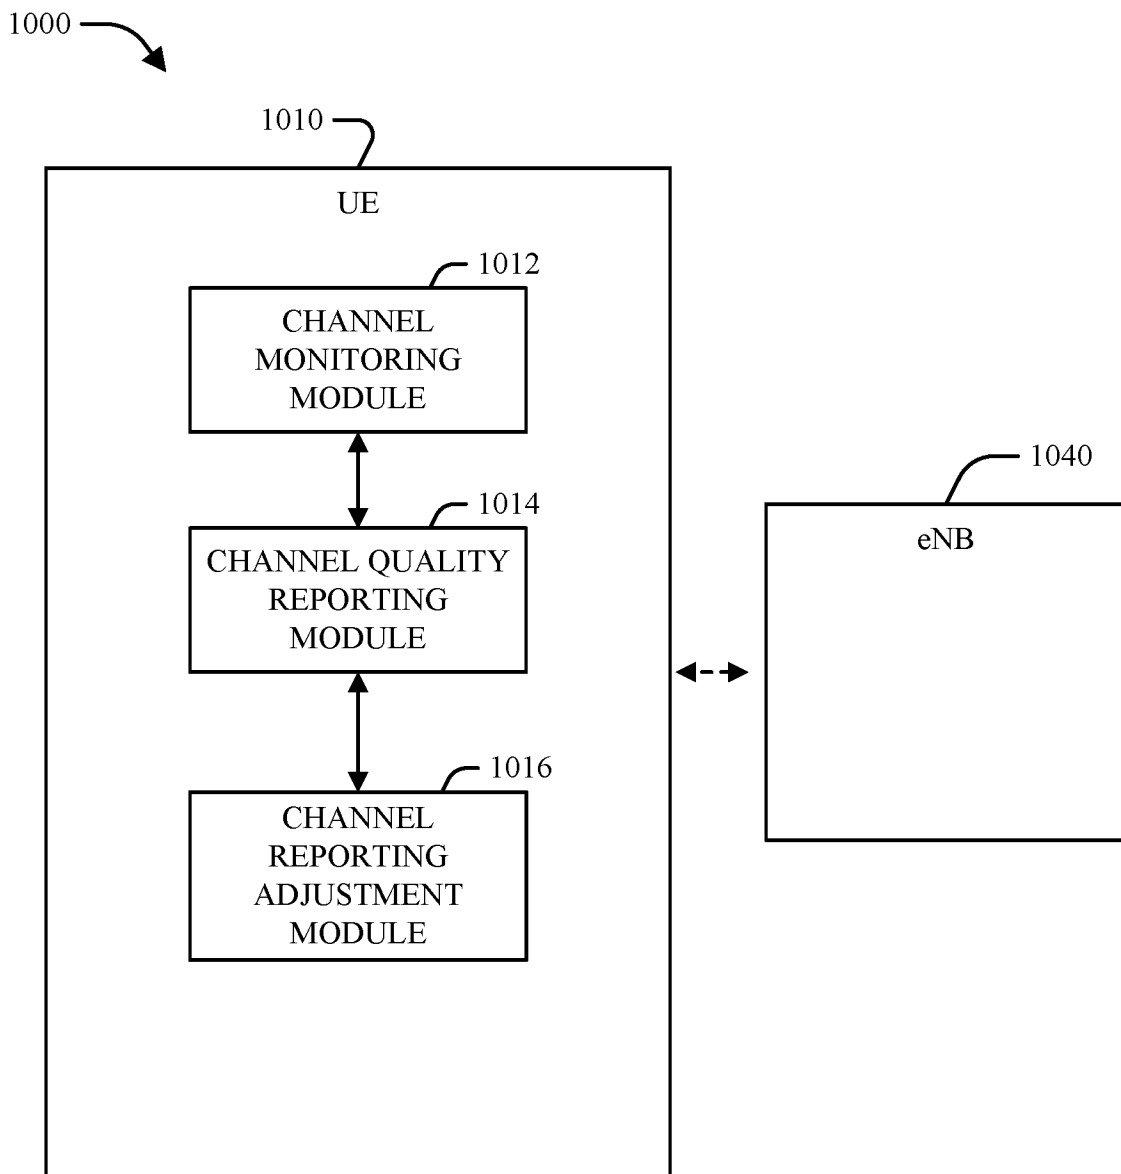 1000
1010
UE
1012
CHANNEL
MONITORING
MODULE
1014
CHANNEL QUALITY
REPORTING
MODULE
1016
CHANNEL
REPORTING
ADJUSTMENT
MODULE
1040
eNB